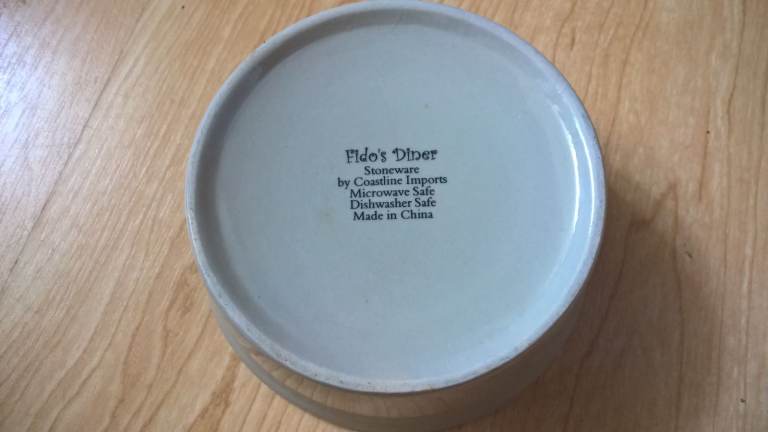 Fido's Diner
Stoneware
by Coastline Imports
Microwave Safe
Dishwasher Safe
Made in China